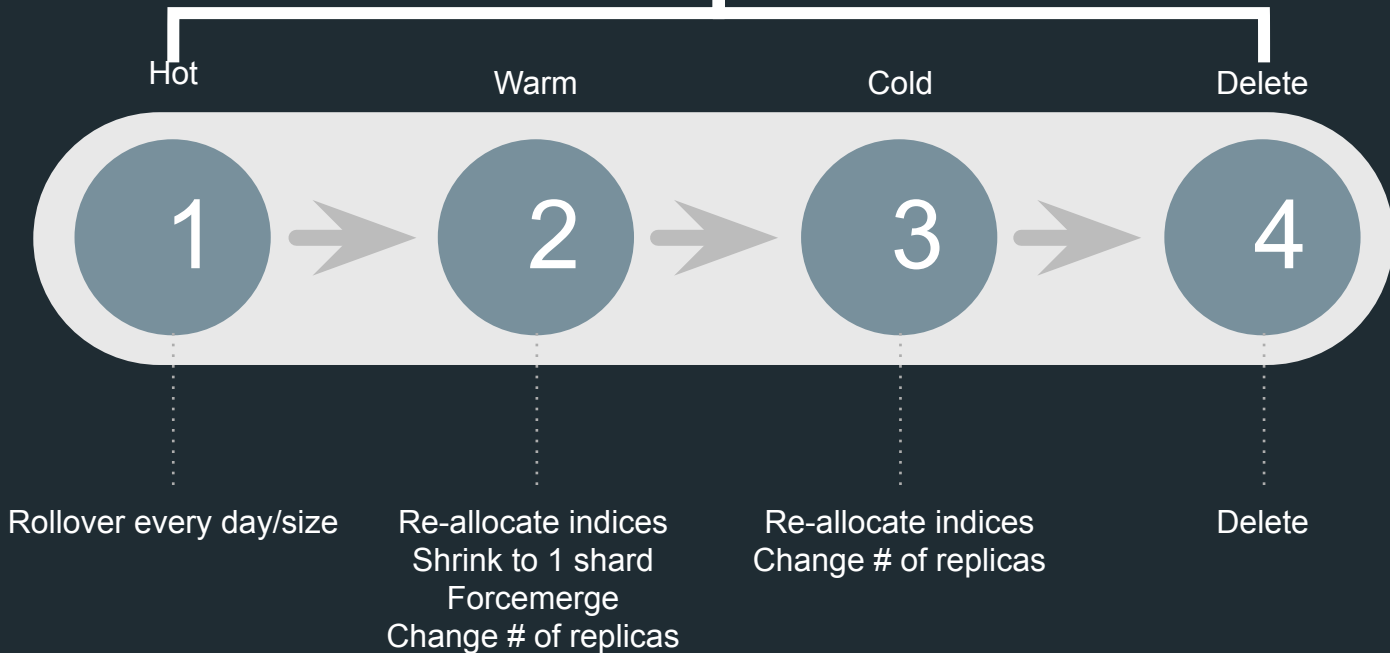 Hot
Warm
Cold
Delete
1
2
3
4
Rollover every day/size
Re-allocate indices
Shrink to 1 shard
Forcemerge
Change # of replicas
Re-allocate indices
Change # of replicas
Delete